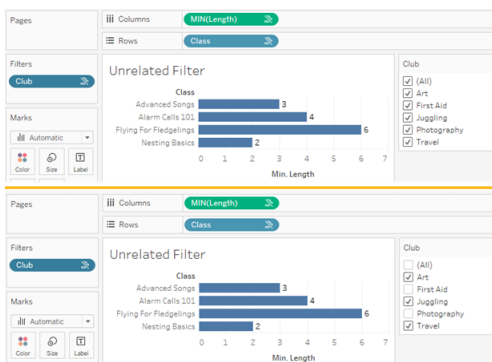 Pages
Columns
MIN(Length)
Rows
Class
Filters
Club
Marks
Automatic
Color
Size
Label
Unrelated Filter
Class
Advanced Songs
3
Alarm Calls 101
4
Flying For Fledgelings
6
Nesting Basics
2
0 1 2 3 4 5 6 7
Min. Length
Club
(All)
Art
First Aid
Juggling
Photography
Travel
Pages
Columns
MIN(Length)
Rows
Class
Filters
Club
Marks
Automatic
Color
Size
Label
Unrelated Filter
Class
Advanced Songs
3
Alarm Calls 101
4
Flying For Fledgelings
6
Nesting Basics
2
0 1 2 3 4 5 6 7
Min. Length
Club
(All)
Art
First Aid
Juggling
Photography
Travel